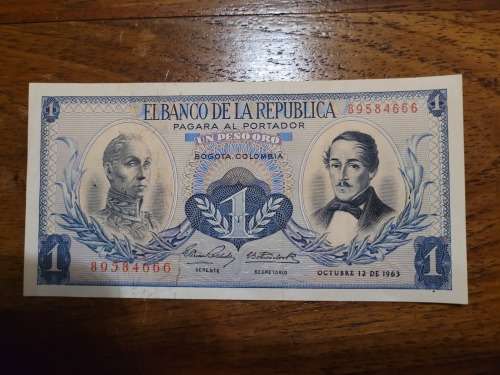 1
EL BANCO DE LA REPUBLICA
89584666
1
PAGARA AL PORTADOR
UN PESO ORO
BOGOTA, COLOMBIA
1
89584666
GERENTE
SECRETARIO
OCTUBRE 12 DE 1963
1
1